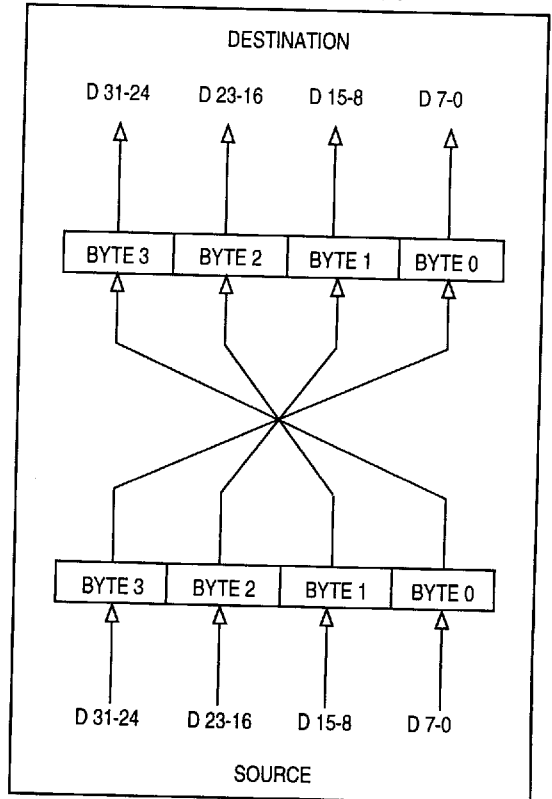 DESTINATION
D 31-24 D 23-16 D 15-8 D 7-0
BYTE 3 BYTE 2 BYTE 1 BYTE 0
BYTE 3 BYTE 2 BYTE 1 BYTE 0
D 31-24 D 23-16 D 15-8 D 7-0
SOURCE